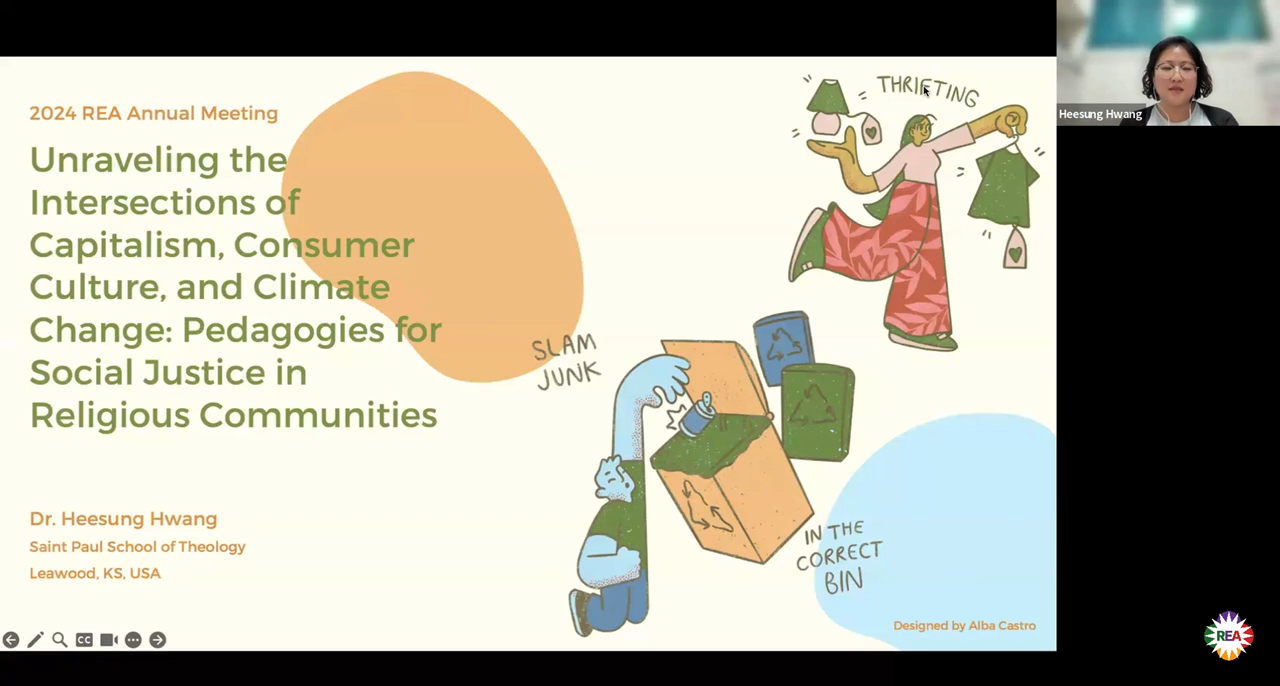 2024 REA Annual Meeting
Unraveling the
Intersections of
Capitalism, Consumer
Culture, and Climate
Change: Pedagogies for
Social Justice in
Religious Communities
Dr. Heesung Hwang
Saint Paul School of Theology
Leawood, KS, USA
THRIFTING
SLAM
JUNK
IN THE
CORRECT
BIN
Designed by Alba Castro
CC
Heesung Hwang
REA